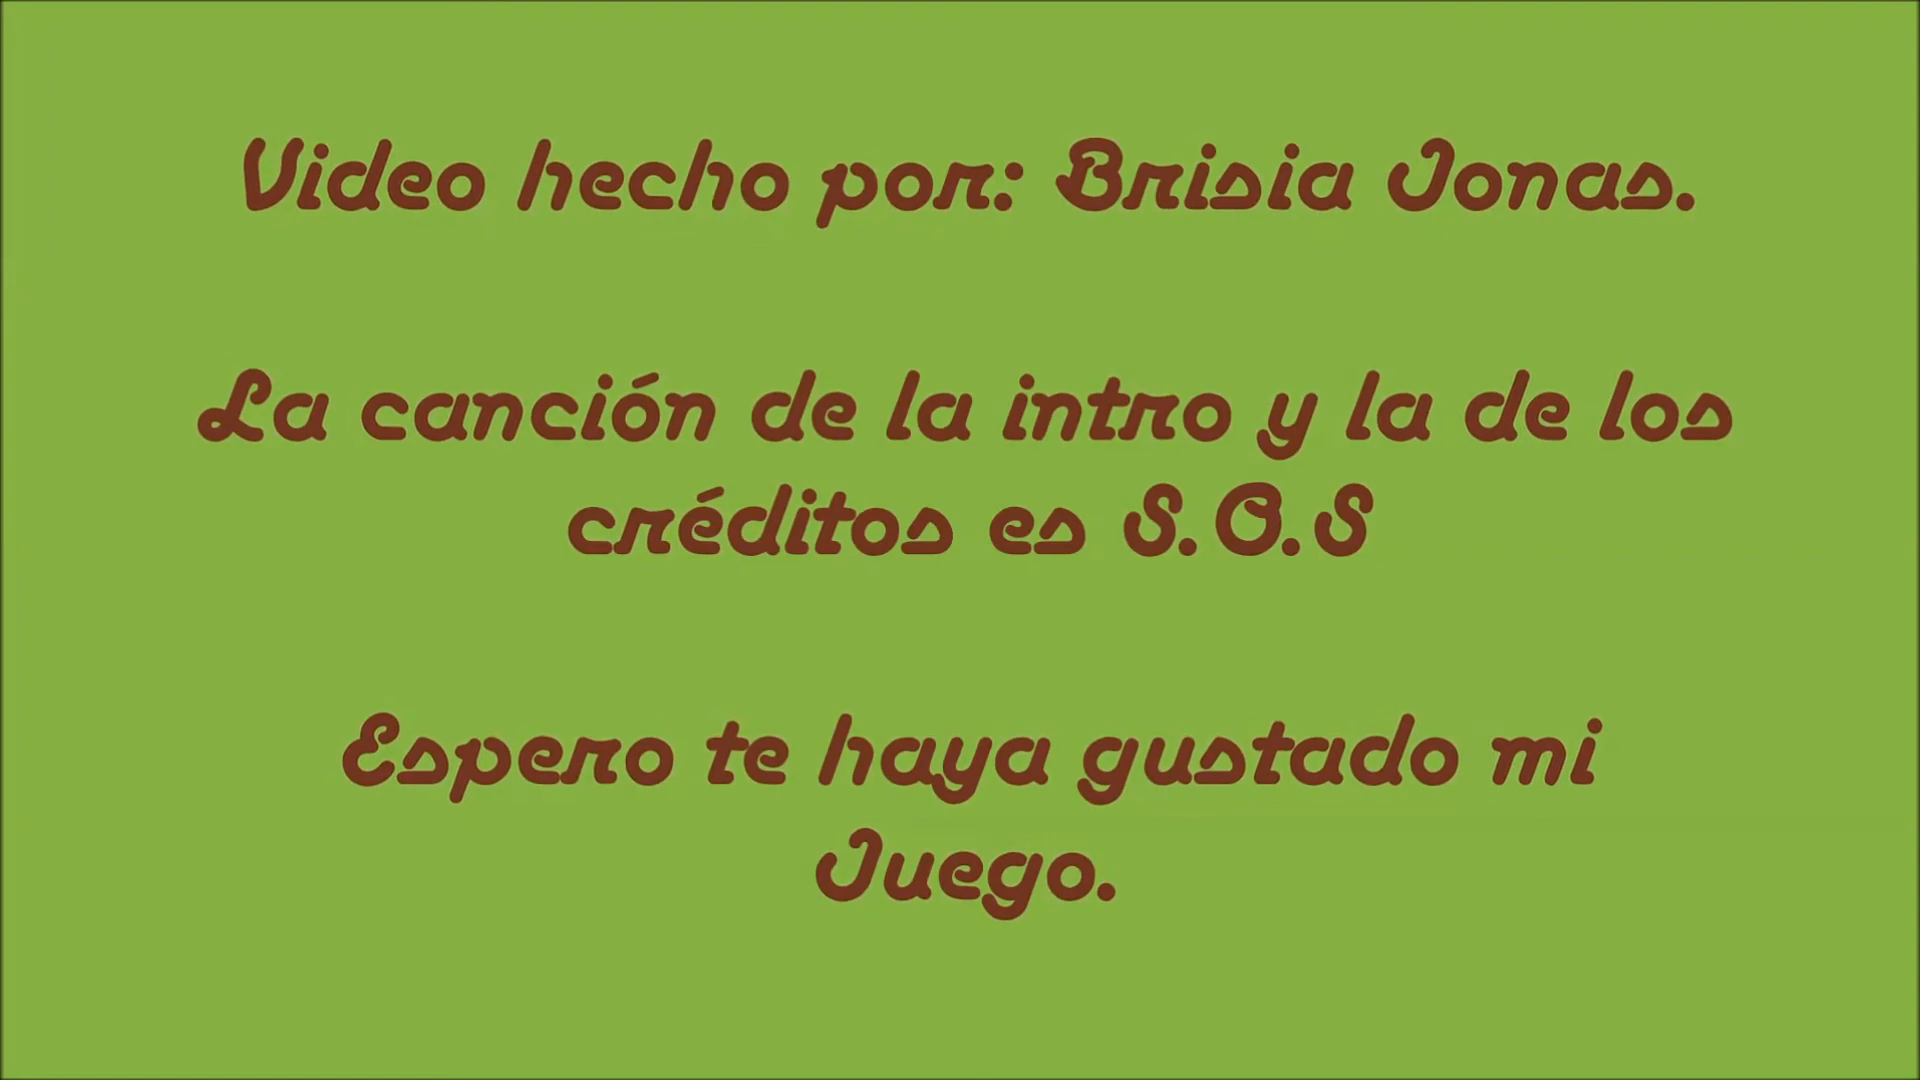 Video hecho por: Brisia Jonas.
La canción de la intro y la de los
créditos es S.O.S
Espero te haya gustado mi
Juego.